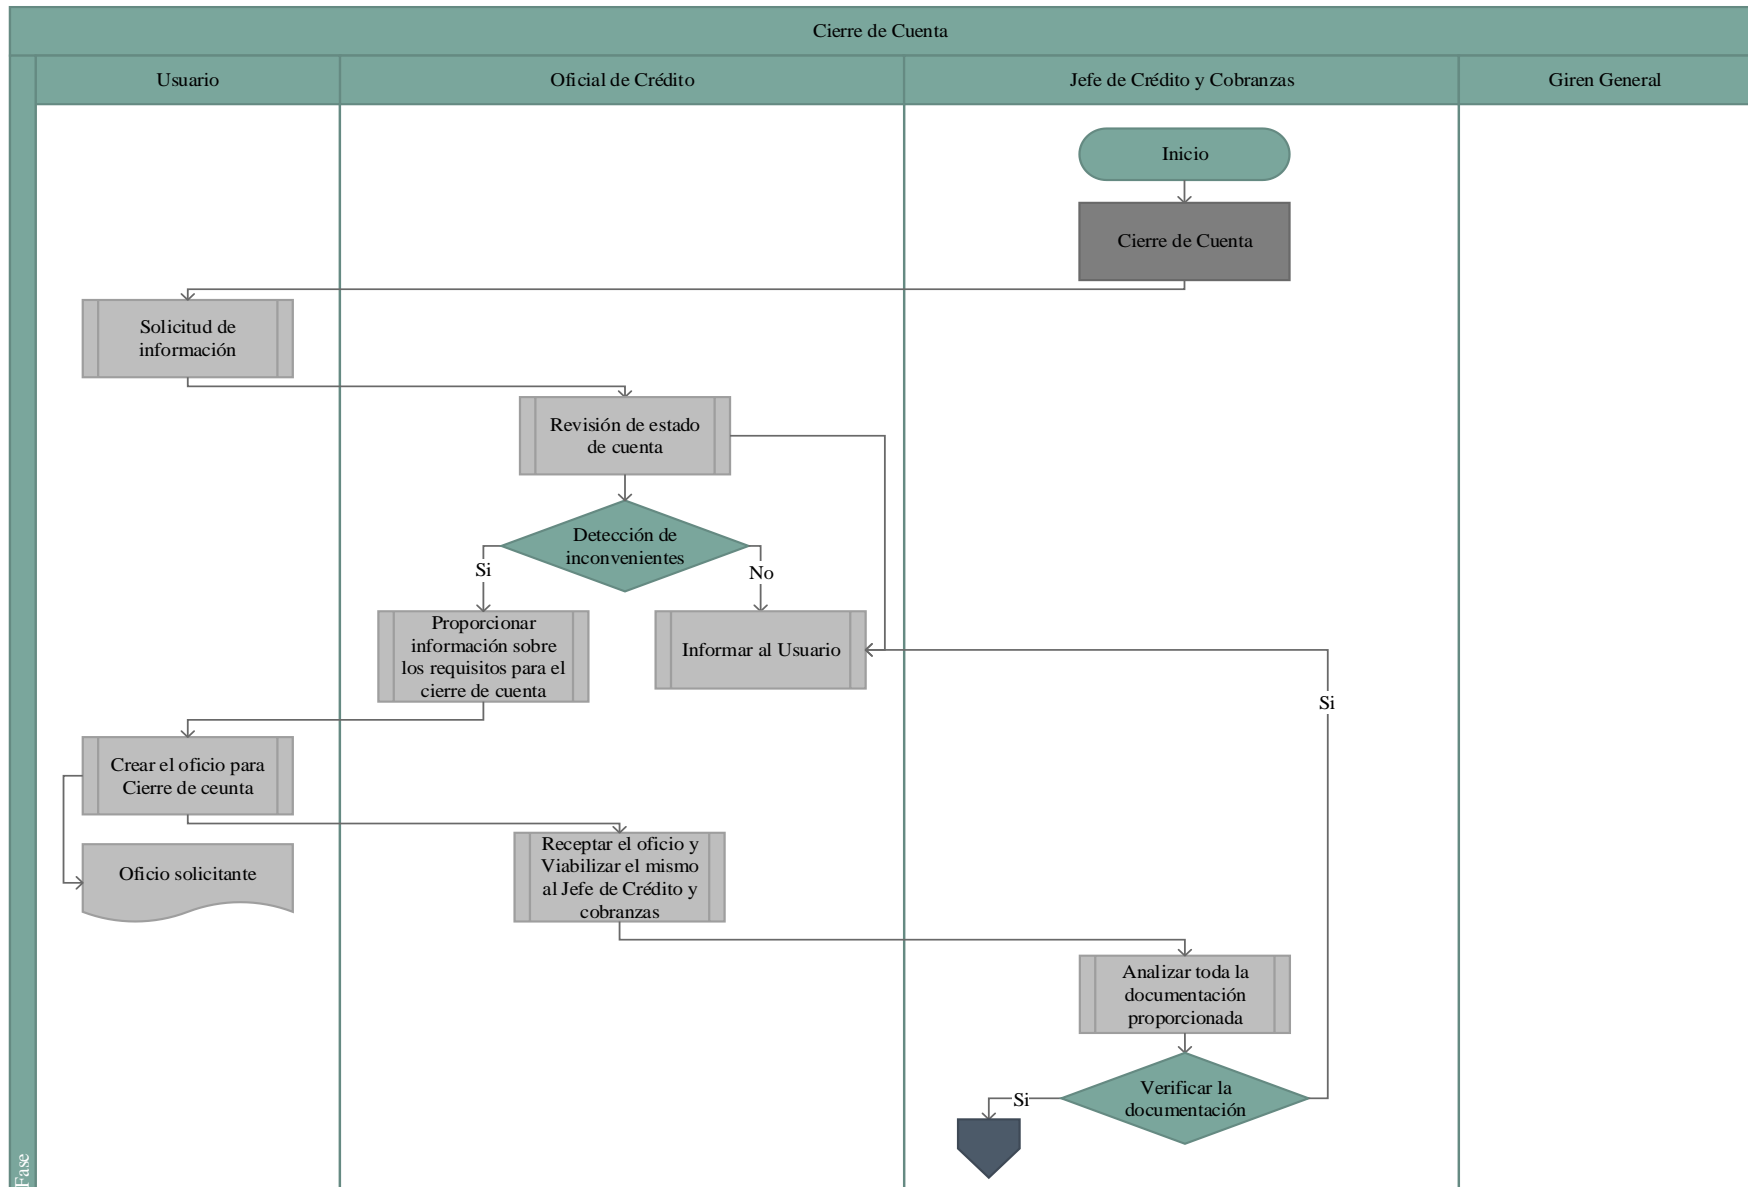 Cierre de Cuenta
Usuario
Oficial de Crédito
Jefe de Crédito y Cobranzas
Giren General
Inicio
Cierre de Cuenta
Solicitud de
información
Revisión de estado
de cuenta
Detección de
inconvenientes
Si
No
Proporcionar
información sobre
los requisitos para el
cierre de cuenta
Informar al Usuario
Si
Crear el oficio para
Cierre de ceunta
Oficio solicitante
Receptar el oficio y
Viabilizar el mismo
al Jefe de Crédito y
cobranzas
Analizar toda la
documentación
proporcionada
Verificar la
documentación
Si
Fase